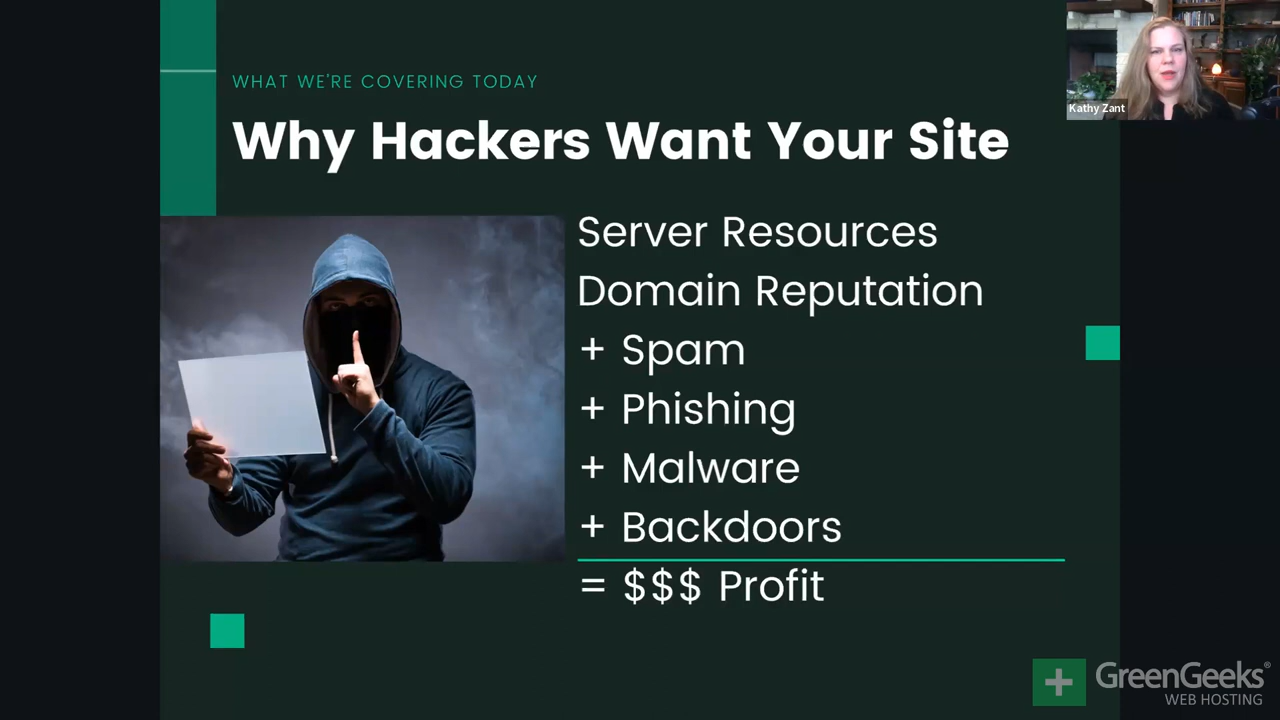 WHAT WE'RE COVERING TODAY
Why Hackers Want Your Site
Server Resources
Domain Reputation
+ Spam
+ Phishing
+ Malware
+ Backdoors
= $$$ Profit
Kathy Zant
GreenGeeks®
WEB HOSTING